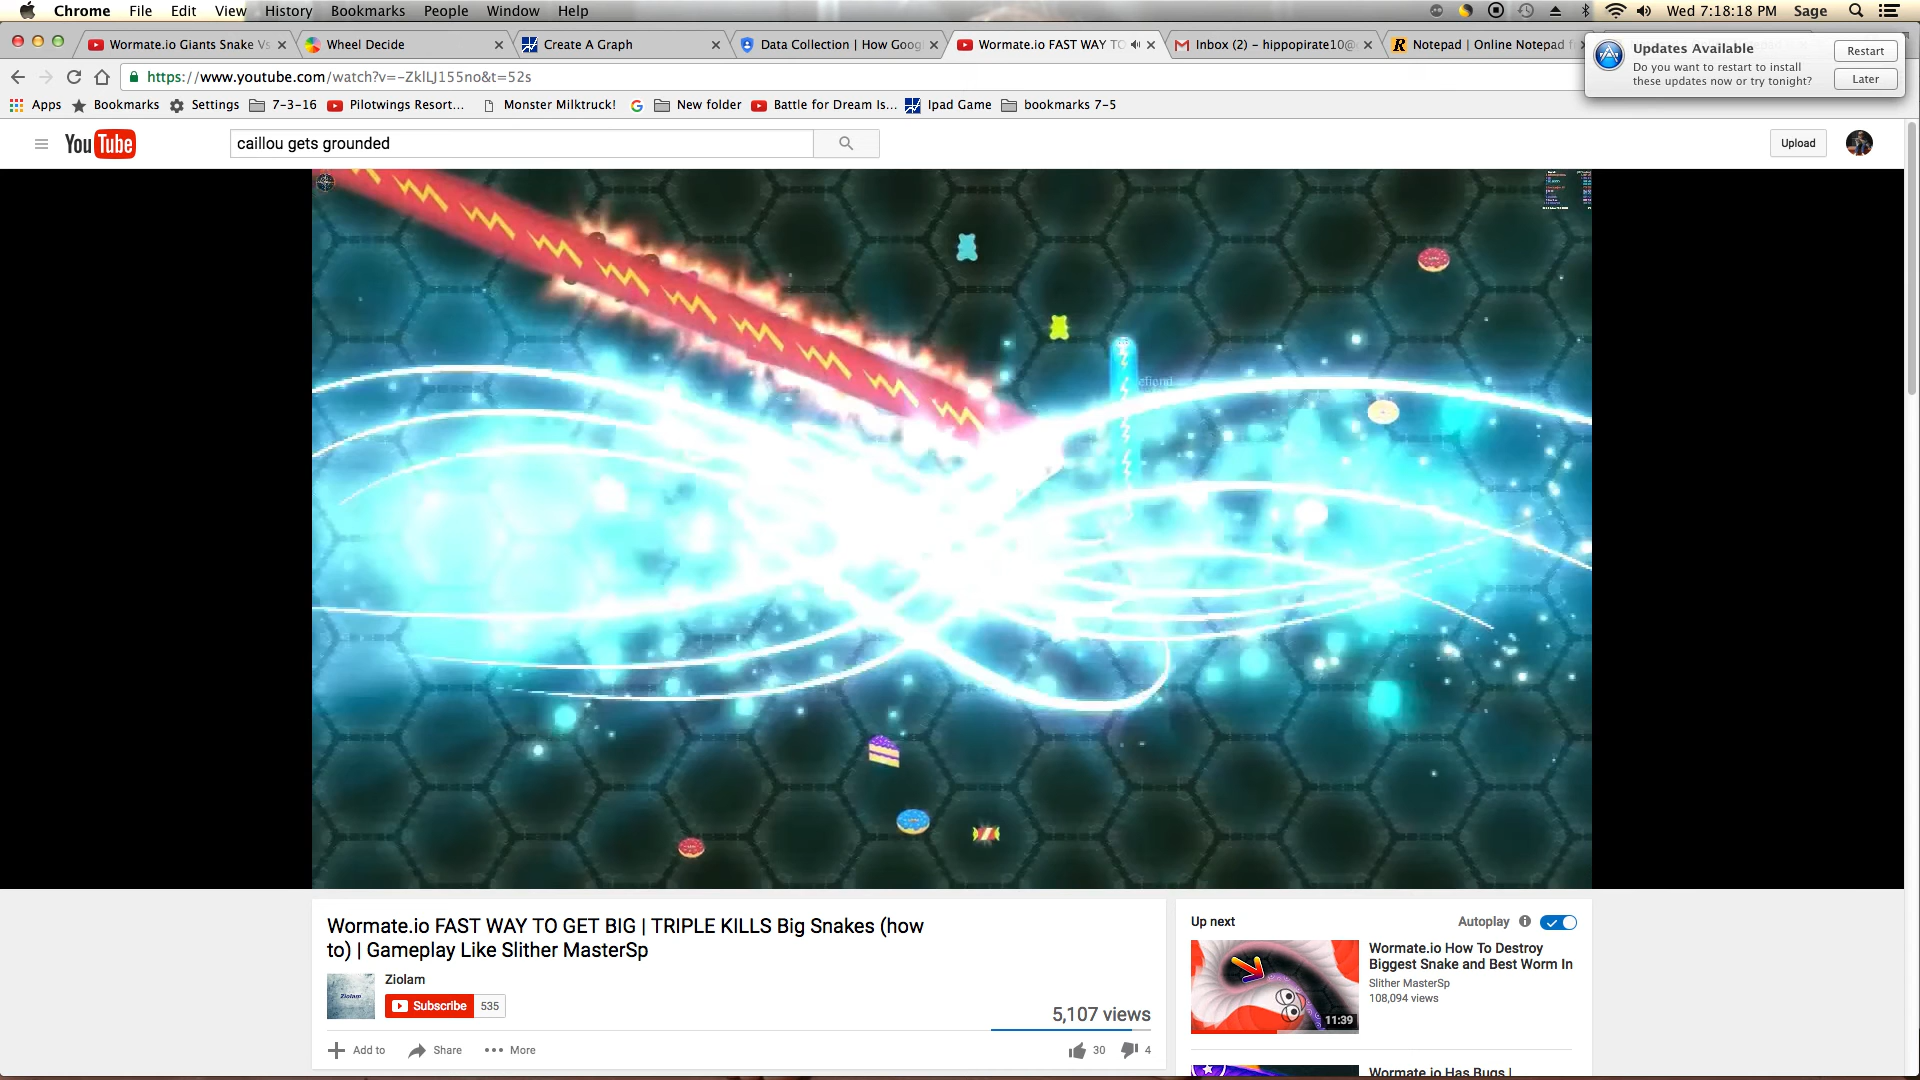 Chrome File Edit View History Bookmarks People Window Help Wed 7:18:18 PM Sage
Wormate.io Giants Snake Vs
Wheel Decide
Create A Graph
Data Collection | How Goog
Wormate.io FAST WAY TO
Inbox (2) - hippopirate10@
Notepad | Online Notepad f
Updates Available
Do you want to restart to install
these updates now or try tonight?
Restart
Later
https://www.youtube.com/watch?v=-ZklLJ155no&t=52s
Apps Bookmarks Settings 7-3-16 Pilotwings Resort... Monster Milktruck! New folder Battle for Dream Is... Ipad Game bookmarks 7-5
YouTube
caillou gets grounded
Upload
Wormate.io FAST WAY TO GET BIG | TRIPLE KILLS Big Snakes (how
to) | Gameplay Like Slither MasterSp
Ziolam
Ziolam
Subscribe 535
5,107 views
Add to Share More
30 4
Up next
Autoplay
Wormate.io How To Destroy
Biggest Snake and Best Worm In
Slither MasterSp
108,094 views
11:39
Wormate.io Has Bugs |